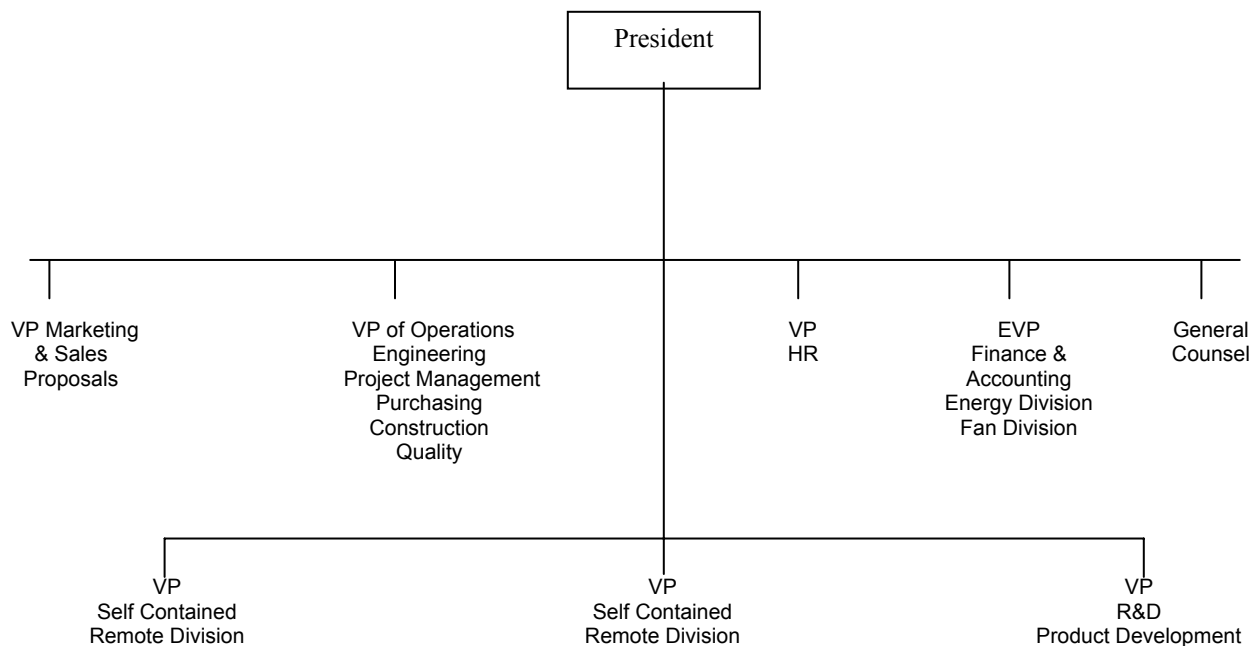 President
VP Marketing
& Sales
Proposals
VP of Operations
Engineering
Project Management
Purchasing
Construction
Quality
VP
HR
EVP
Finance &
Accounting
Energy Division
Fan Division
General
Counsel
VP
Self Contained
Remote Division
VP
Self Contained
Remote Division
VP
R&D
Product Development